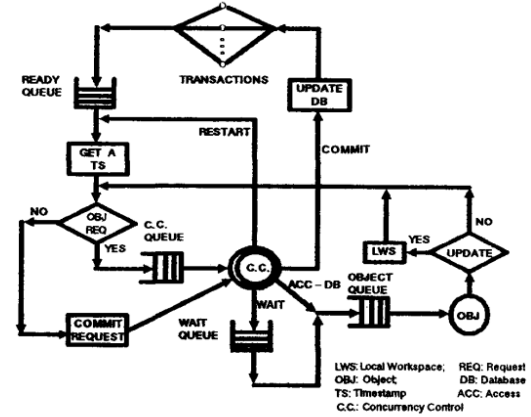 TRANSACTIONS
READY
QUEUE
UPDATE
DB
RESTART
GET A
TS
COMMIT
NO
OBJ
REQ
YES
C.C.
QUEUE
C.C.
ACC-DB
OBJECT
QUEUE
LWS
YES
UPDATE
NO
WAIT
WAIT
QUEUE
COMMIT
REQUEST
OBJ
LWS: Local Workspace; REQ: Request
OBJ: Object; DB: Database
TS: Timestamp ACC: Access
C.C.: Concurrency Control